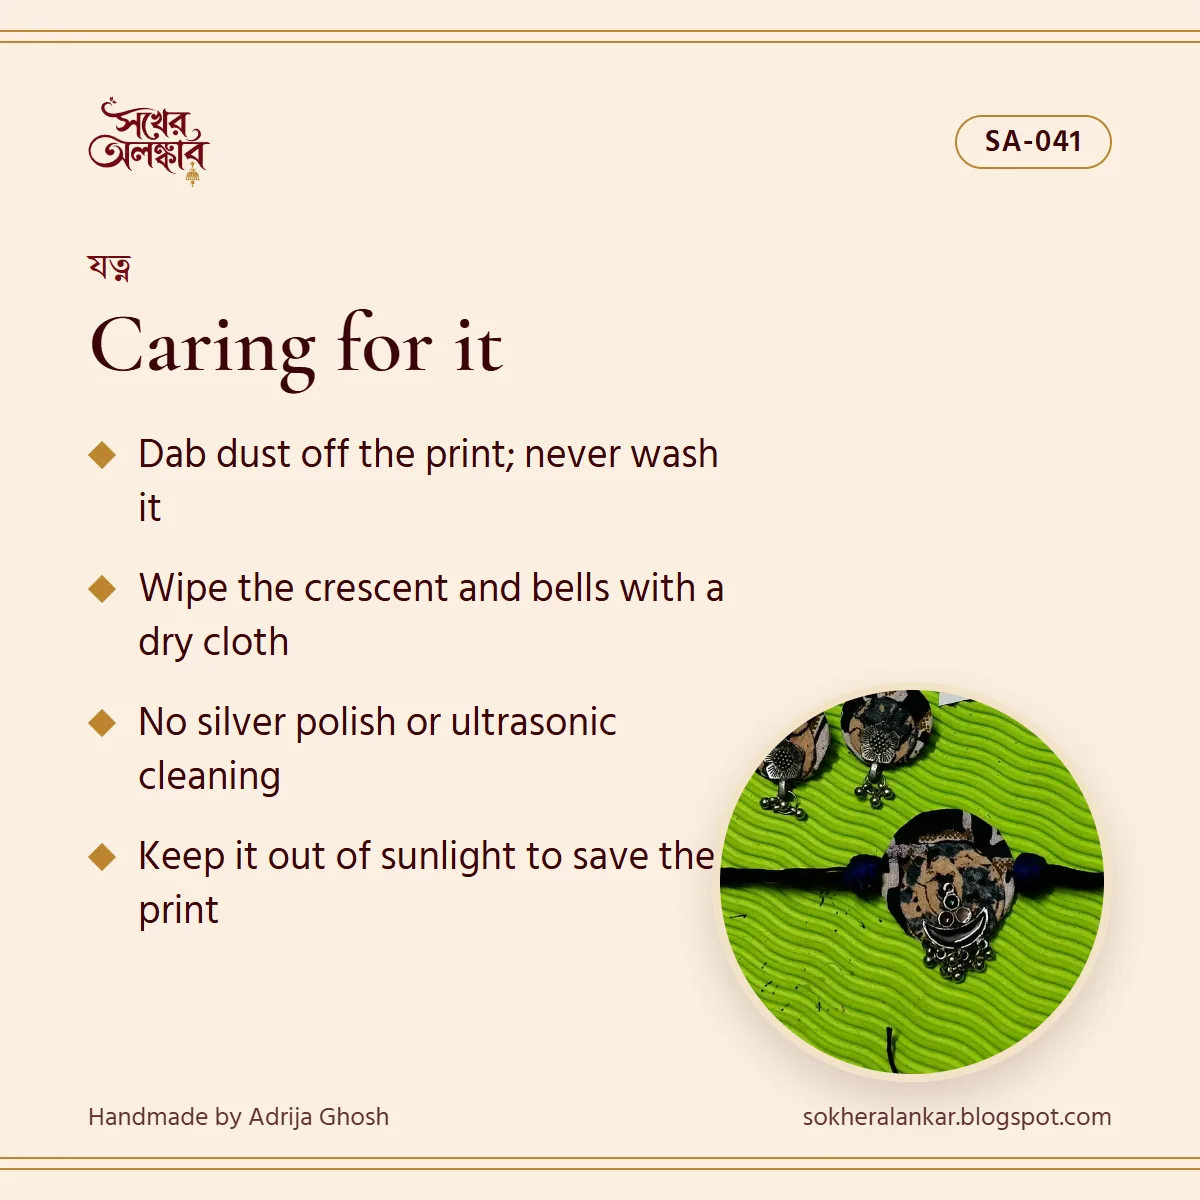 সখের
অলঙ্কার
SA-041
যত্ন
Caring for it
Dab dust off the print; never wash
it
Wipe the crescent and bells with a
dry cloth
No silver polish or ultrasonic
cleaning
Keep it out of sunlight to save the
print
Handmade by Adrija Ghosh
sokheralankar.blogspot.com